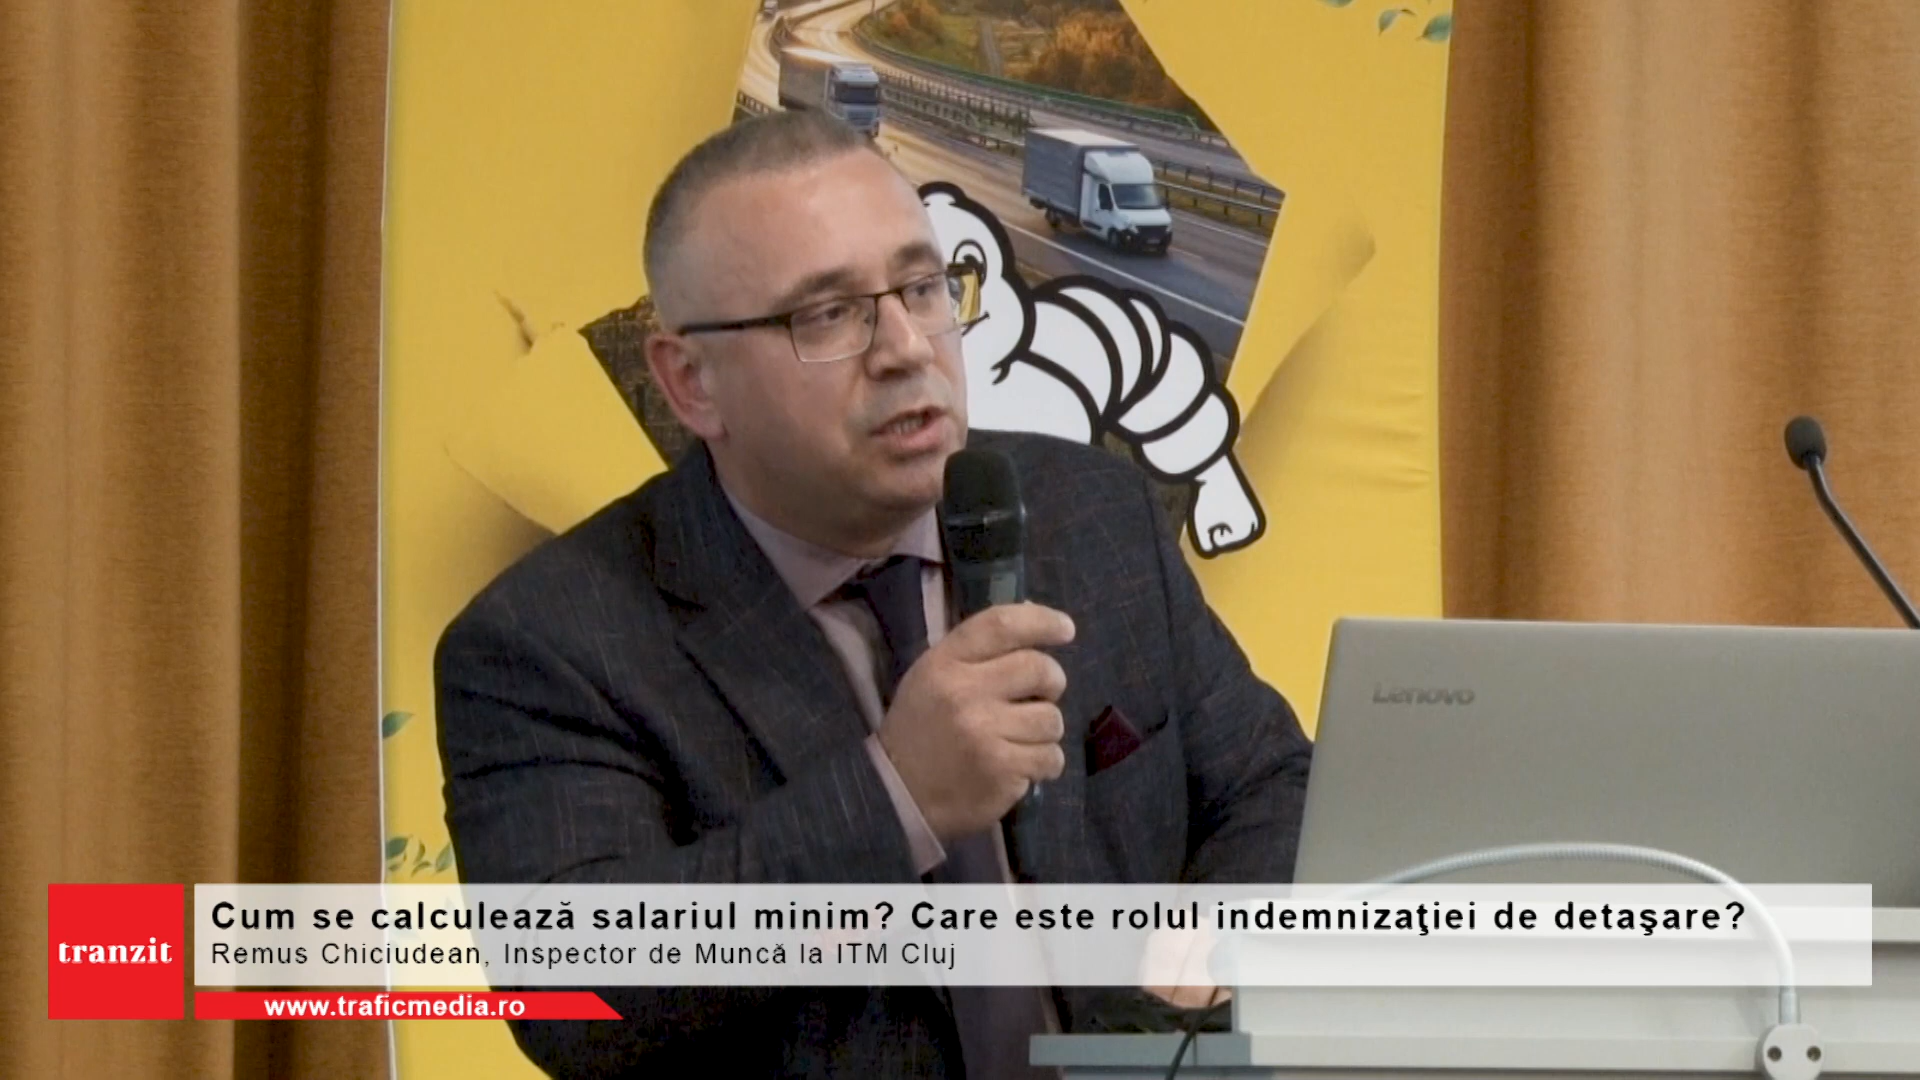 Lenovo
Cum se calculează salariul minim? Care este rolul indemnizaţiei de detaşare?
tranzit
Remus Chiciudean, Inspector de Muncă la ITM Cluj
www.traficmedia.ro